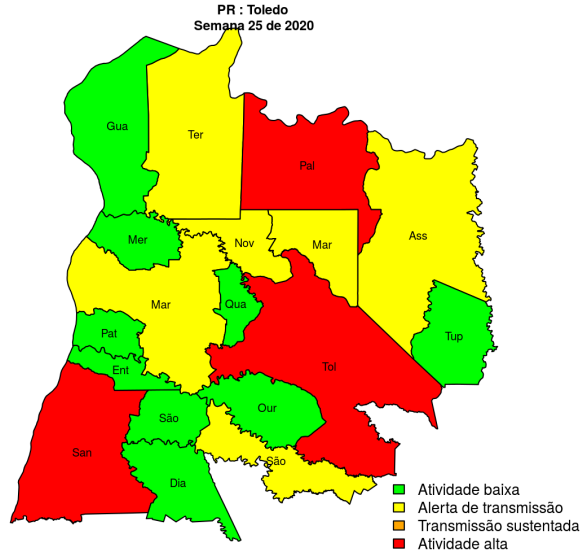 PR : Toledo
Semana 25 de 2020
Gua
Ter
Pal
Ass
Mer
Nov
Mar
Mar
Qua
Pat
Tup
Ent
Tol
São
Our
San
São
Dia
Atividade baixa
Alerta de transmissão
Transmissão sustentada
Atividade alta